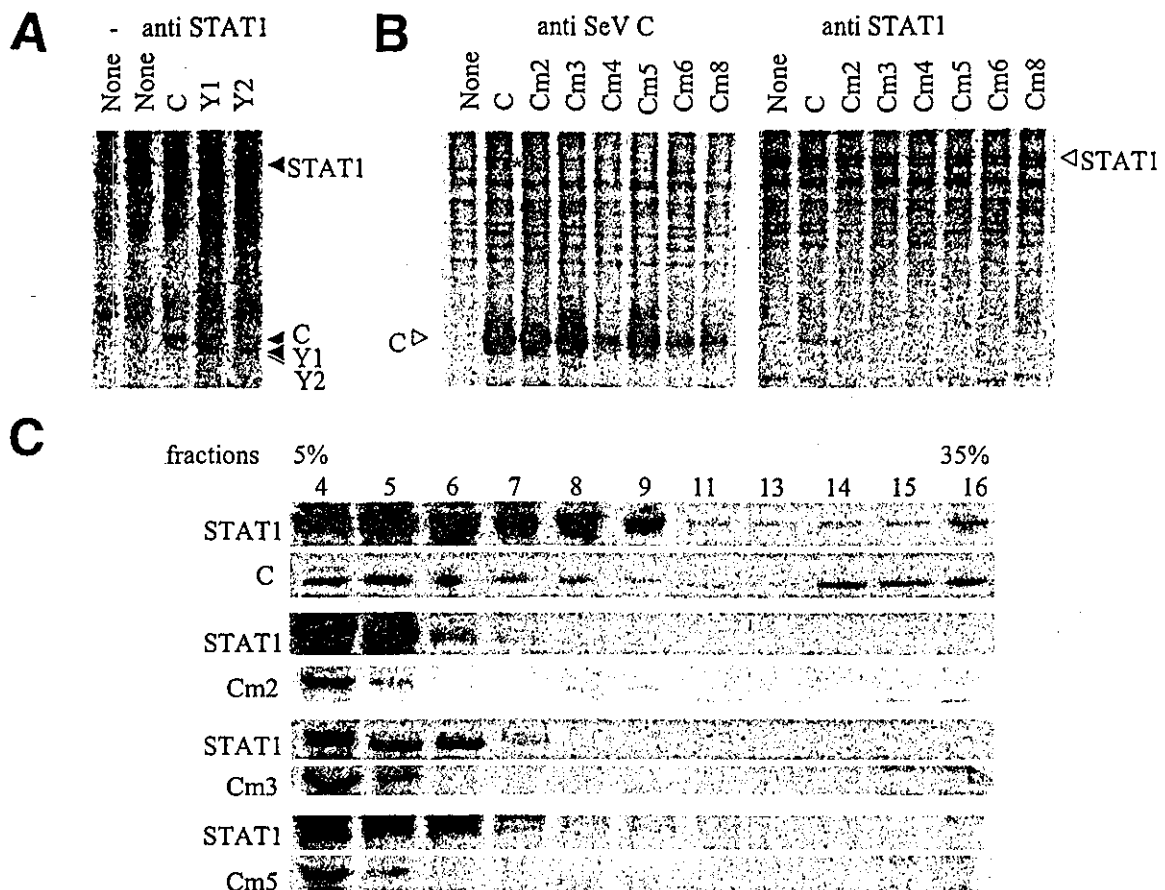 A
- anti STAT1
None None C Y1 Y2
STAT1
C
Y1
Y2
B
anti SeV C
None C Cm2 Cm3 Cm4 Cm5 Cm6 Cm8
C
anti STAT1
None C Cm2 Cm3 Cm4 Cm5 Cm6 Cm8
STAT1
C
fractions 5% 35%
4 5 6 7 8 9 11 13 14 15 16
STAT1
C
STAT1
Cm2
STAT1
Cm3
STAT1
Cm5